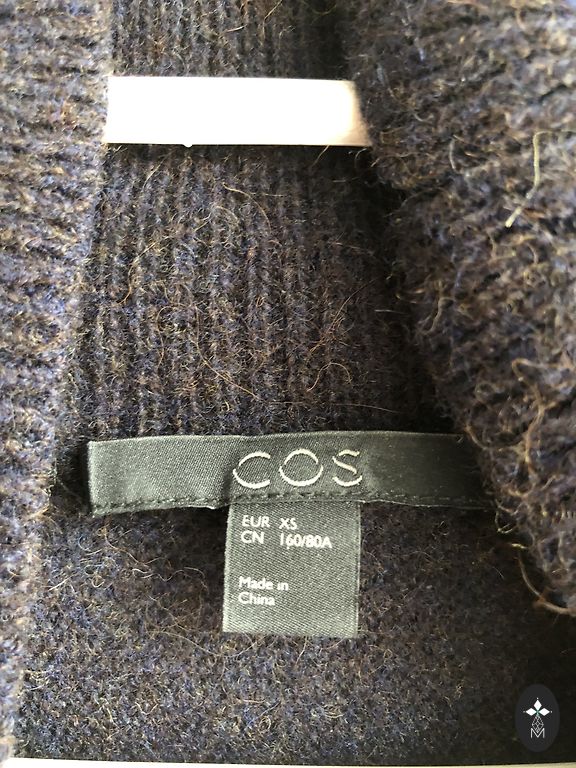 COS
EUR XS
CN 160/80A
Made in
China